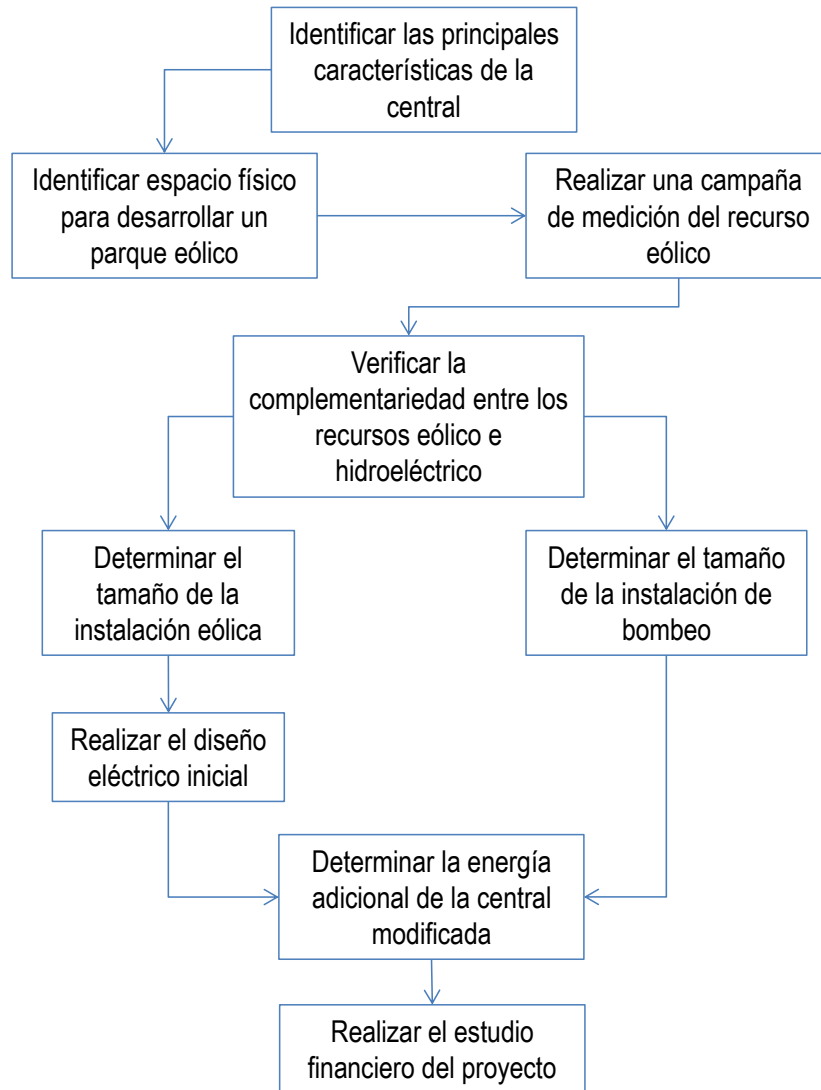 Identificar las principales
características de la
central
Identificar espacio físico
para desarrollar un
parque eólico
Realizar una campaña
de medición del recurso
eólico
Verificar la
complementariedad entre los
recursos eólico e
hidroeléctrico
Determinar el
tamaño de la
instalación eólica
Determinar el tamaño
de la instalación de
bombeo
Realizar el diseño
eléctrico inicial
Determinar la energía
adicional de la central
modificada
Realizar el estudio
financiero del proyecto